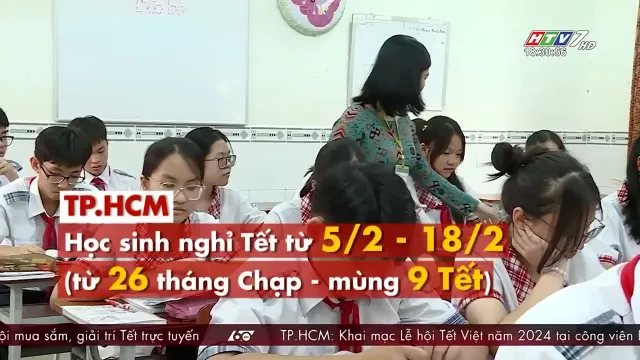 HTV7 HD
18:30:56
TP.HCM
Học sinh nghỉ Tết từ 5/2 - 18/2
(từ 26 tháng Chạp - mùng 9 Tết)
ội mua sắm, giải trí Tết trực tuyến 60 TP.HCM: Khai mạc Lễ hội Tết Việt năm 2024 tại công viên